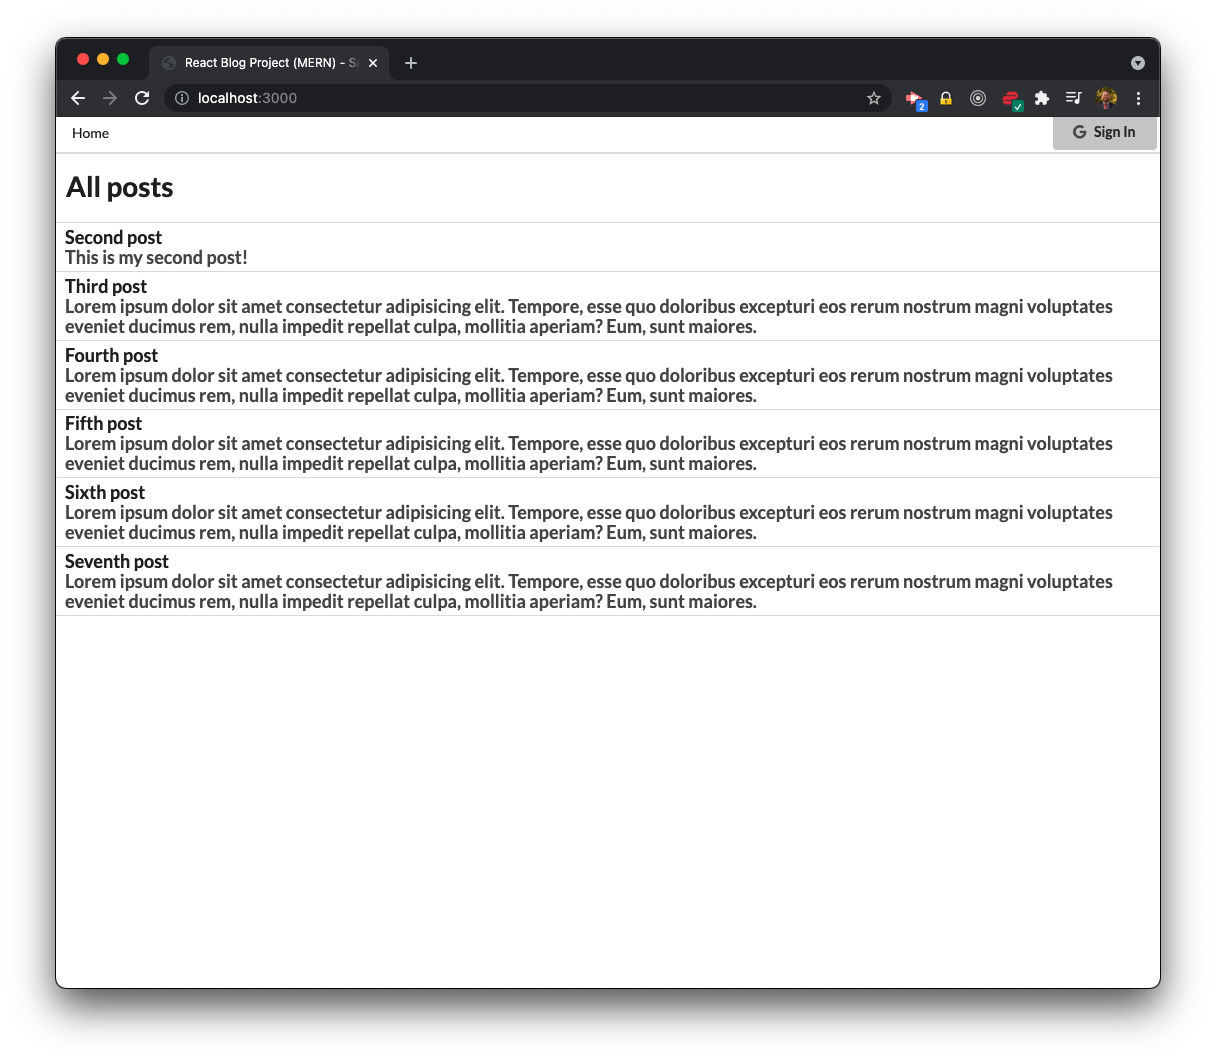 React Blog Project (MERN) - Sa
localhost:3000
2
Home
G Sign In
All posts
Second post
This is my second post!
Third post
Lorem ipsum dolor sit amet consectetur adipisicing elit. Tempore, esse quo doloribus excepturi eos rerum nostrum magni voluptates
eveniet ducimus rem, nulla impedit repellat culpa, mollitia aperiam? Eum, sunt maiores.
Fourth post
Lorem ipsum dolor sit amet consectetur adipisicing elit. Tempore, esse quo doloribus excepturi eos rerum nostrum magni voluptates
eveniet ducimus rem, nulla impedit repellat culpa, mollitia aperiam? Eum, sunt maiores.
Fifth post
Lorem ipsum dolor sit amet consectetur adipisicing elit. Tempore, esse quo doloribus excepturi eos rerum nostrum magni voluptates
eveniet ducimus rem, nulla impedit repellat culpa, mollitia aperiam? Eum, sunt maiores.
Sixth post
Lorem ipsum dolor sit amet consectetur adipisicing elit. Tempore, esse quo doloribus excepturi eos rerum nostrum magni voluptates
eveniet ducimus rem, nulla impedit repellat culpa, mollitia aperiam? Eum, sunt maiores.
Seventh post
Lorem ipsum dolor sit amet consectetur adipisicing elit. Tempore, esse quo doloribus excepturi eos rerum nostrum magni voluptates
eveniet ducimus rem, nulla impedit repellat culpa, mollitia aperiam? Eum, sunt maiores.